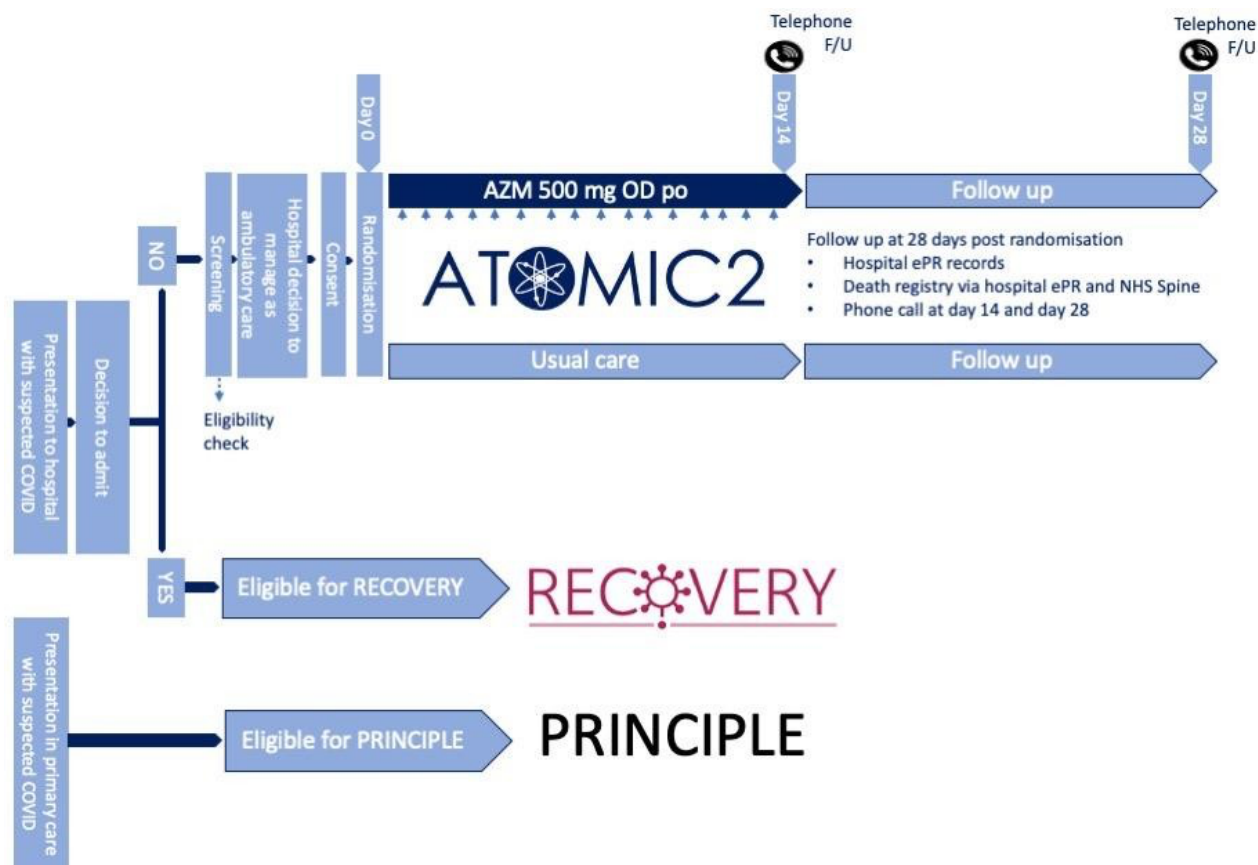 Telephone
F/U
Telephone
F/U
Day 0
Day 14
Day 28
Presentation to hospital
with suspected COVID
Decision to admit
NO
Screening
Hospital decision to
manage as
ambulatory care
Consent
Randomisation
AZM 500 mg OD po
Follow up
ATOMIC2
Follow up at 28 days post randomisation
• Hospital ePR records
• Death registry via hospital ePR and NHS Spine
• Phone call at day 14 and day 28
Usual care
Follow up
Eligibility
check
YES
Eligible for RECOVERY
RECOVERY
Presentation in primary care
with suspected COVID
Eligible for PRINCIPLE
PRINCIPLE